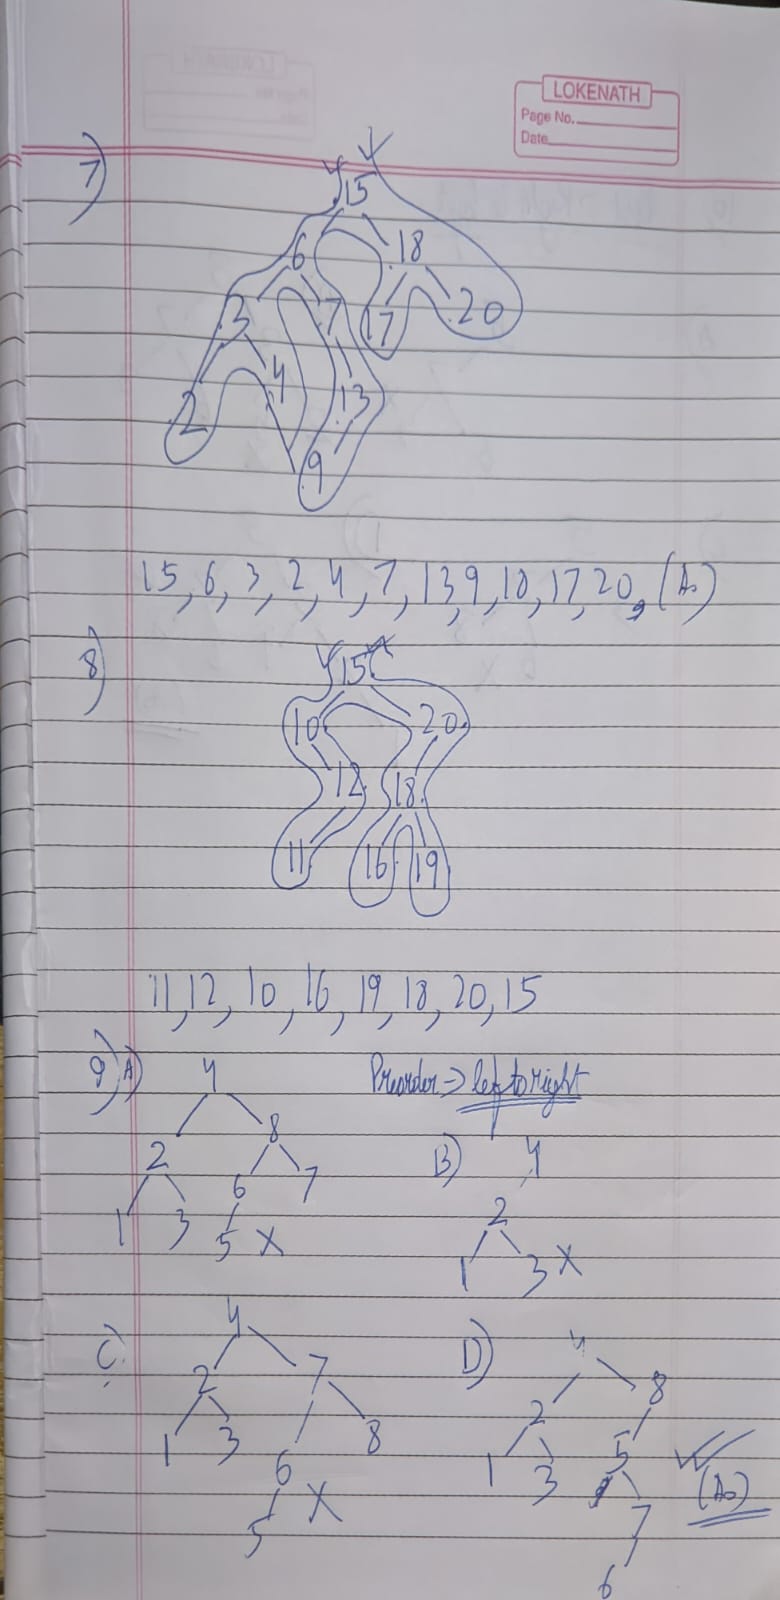 LOKENATH
Page No.
Date
7)
15
6 18
3 7 17 20
2 4 13
9
15, 6, 3, 2, 4, 7, 13, 9, 18, 17, 20, (A)
8)
15
10 20
12 18
11 16 19
11, 12, 10, 16, 19, 18, 20, 15
9) A) 4 Preorder => left to right
2 8 B) 4
1 3 6 7 2
5 X 1 3 X
C) 4 D) 4
2 7 2 8
1 3 6 8 1 3 5
5 X 7 (A)
6